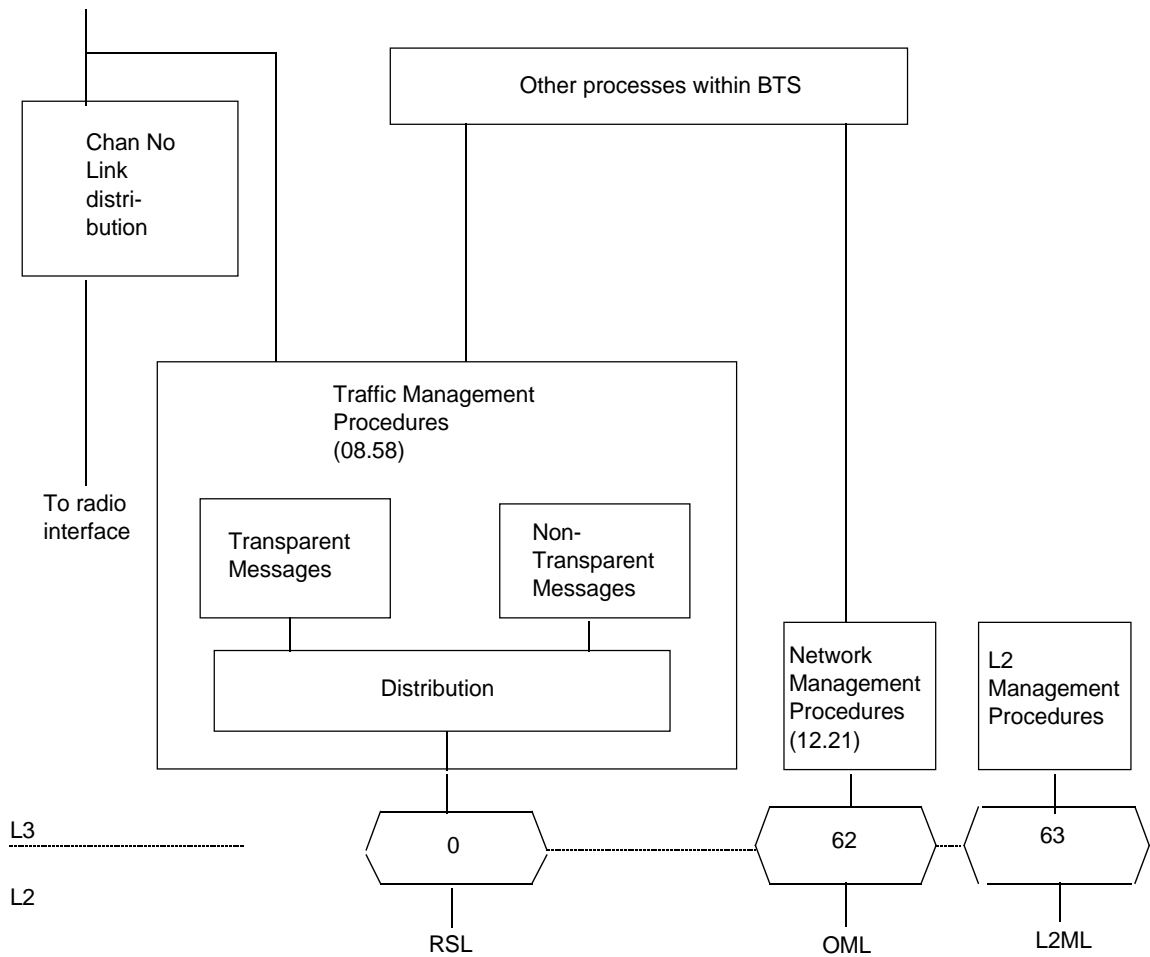 Other processes within BTS
Chan No
Link
distri-
bution
Traffic Management
Procedures
(08.58)
To radio
interface
Transparent
Messages
Non-
Transparent
Messages
Distribution
Network
Management
Procedures
(12.21)
L2
Management
Procedures
L3
0
62
63
L2
RSL
OML
L2ML